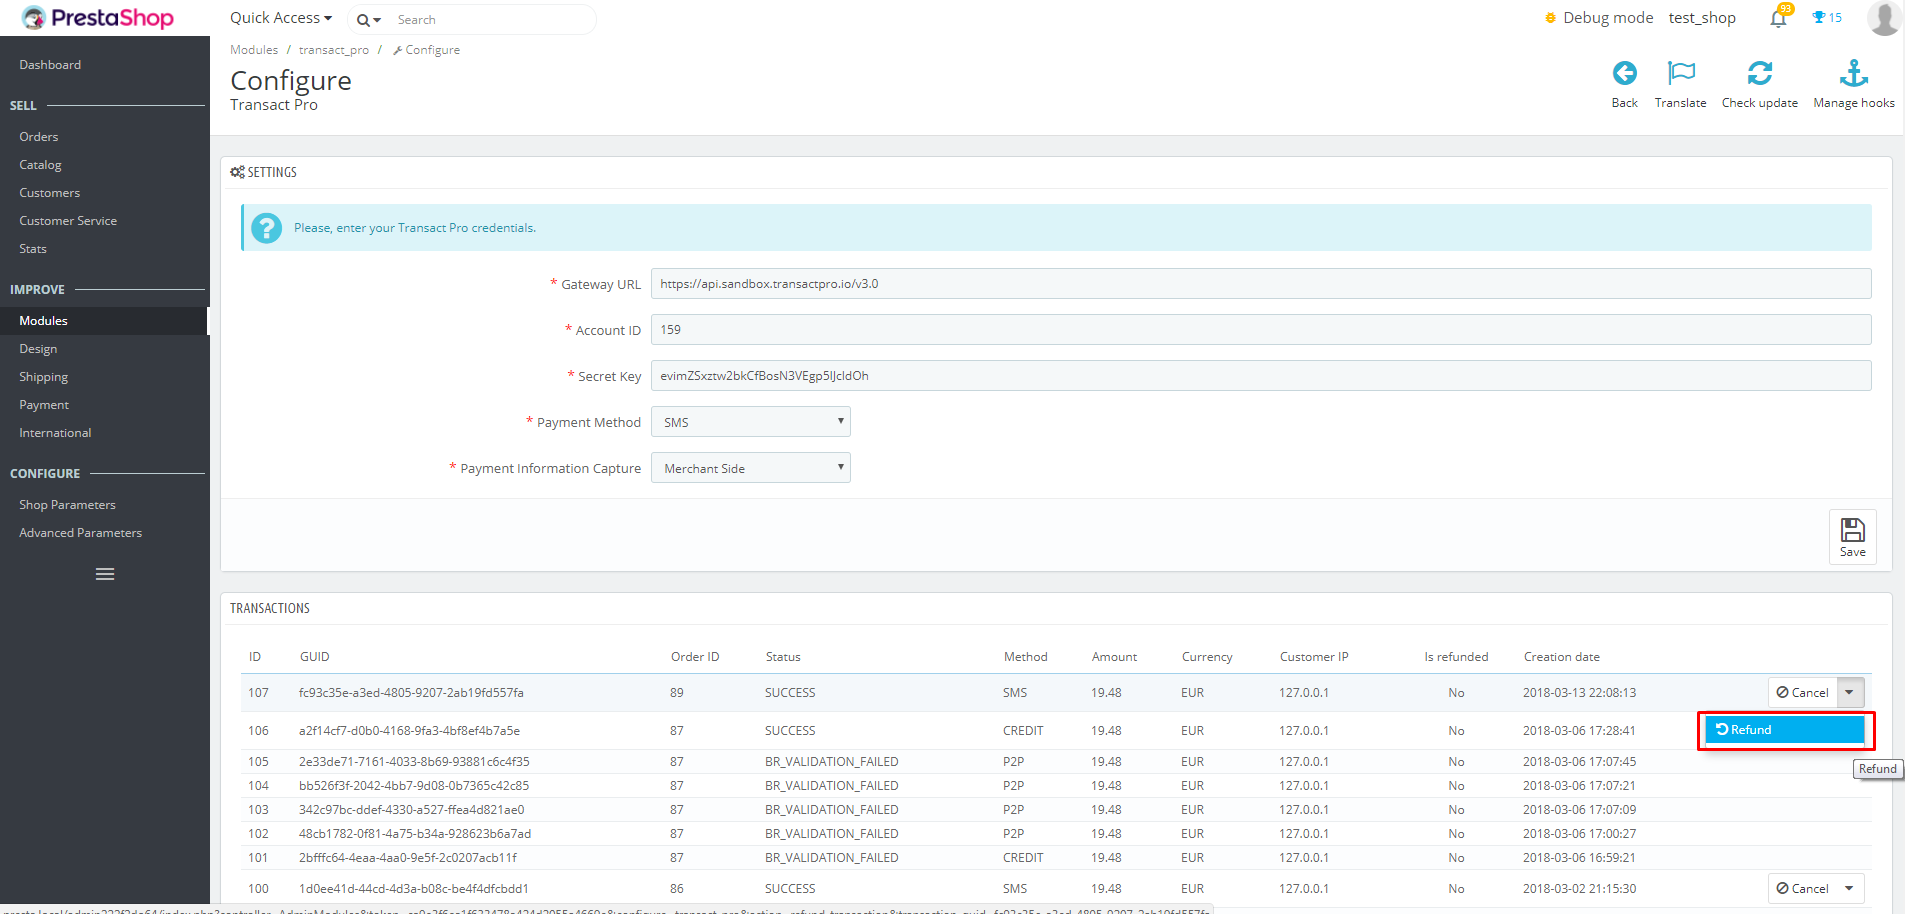 PrestaShop
Quick Access
Search
Debug mode
test_shop
93
15
Modules / transact_pro / Configure
Configure
Transact Pro
Back
Translate
Check update
Manage hooks
Dashboard
SELL
Orders
Catalog
Customers
Customer Service
Stats
IMPROVE
Modules
Design
Shipping
Payment
International
CONFIGURE
Shop Parameters
Advanced Parameters
SETTINGS
Please, enter your Transact Pro credentials.
* Gateway URL https://api.sandbox.transactpro.io/v3.0
* Account ID 159
* Secret Key
* Payment Method SMS
* Payment Information Capture Merchant Side
Save
TRANSACTIONS
ID GUID Order ID Status Method Amount Currency Customer IP Is refunded Creation date
107 fc93c35e-a3ed-4805-9207-2ab19fd557fa 89 SUCCESS SMS 19.48 EUR 127.0.0.1 No 2018-03-13 22:08:13 Cancel
106 a2f14cf7-d0b0-4168-9fa3-4bf8ef4b7a5e 87 SUCCESS CREDIT 19.48 EUR 127.0.0.1 No 2018-03-06 17:28:41 Refund
105 2e33de71-7161-4033-8b69-93881c6c4f35 87 BR_VALIDATION_FAILED P2P 19.48 EUR 127.0.0.1 No 2018-03-06 17:07:45
Refund
104 bb526f3f-2042-4bb7-9d08-0b7365c42c85 87 BR_VALIDATION_FAILED P2P 19.48 EUR 127.0.0.1 No 2018-03-06 17:07:21
103 342c97bc-ddef-4330-a527-ffea4d821ae0 87 BR_VALIDATION_FAILED P2P 19.48 EUR 127.0.0.1 No 2018-03-06 17:07:09
102 48cb1782-0f81-4a75-b34a-928623b6a7ad 87 BR_VALIDATION_FAILED P2P 19.48 EUR 127.0.0.1 No 2018-03-06 17:00:27
101 2bfffc64-4eaa-4aa0-9e5f-2c0207acb11f 87 BR_VALIDATION_FAILED CREDIT 19.48 EUR 127.0.0.1 No 2018-03-06 16:59:21
100 1d0ee41d-44cd-4d3a-b08c-be4f4dfcbdd1 86 SUCCESS SMS 19.48 EUR 127.0.0.1 No 2018-03-02 21:15:30 Cancel